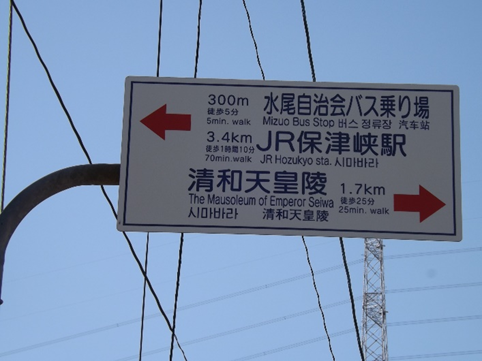 300m 水尾自治会バス乗り場
徒歩5分
5min. walk Mizuo Bus Stop 버스 정류장 汽车站
3.4km JR保津峡駅
徒歩1時間10分
70min. walk JR Hozukyo sta. 시마바라
清和天皇陵 1.7km
The Mausoleum of Emperor Seiwa 徒歩25分
시마바라 清和天皇陵 25min. walk